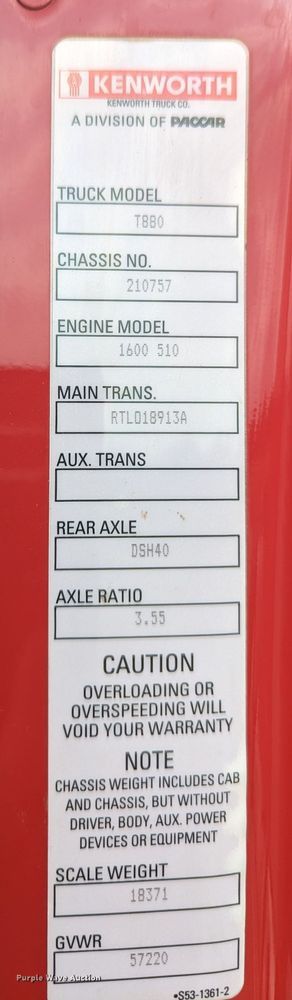 KENWORTH
KENWORTH TRUCK CO.
A DIVISION OF PACCAR
TRUCK MODEL
T880
CHASSIS NO.
210757
ENGINE MODEL
1600 510
MAIN TRANS.
RTLO18913A
AUX. TRANS
REAR AXLE
DSH40
AXLE RATIO
3.55
CAUTION
OVERLOADING OR
OVERSPEEDING WILL
VOID YOUR WARRANTY
NOTE
CHASSIS WEIGHT INCLUDES CAB
AND CHASSIS, BUT WITHOUT
DRIVER, BODY, AUX. POWER
DEVICES OR EQUIPMENT
SCALE WEIGHT
18371
GVWR
57220
•S53-1361-2
Purple Wave Auction